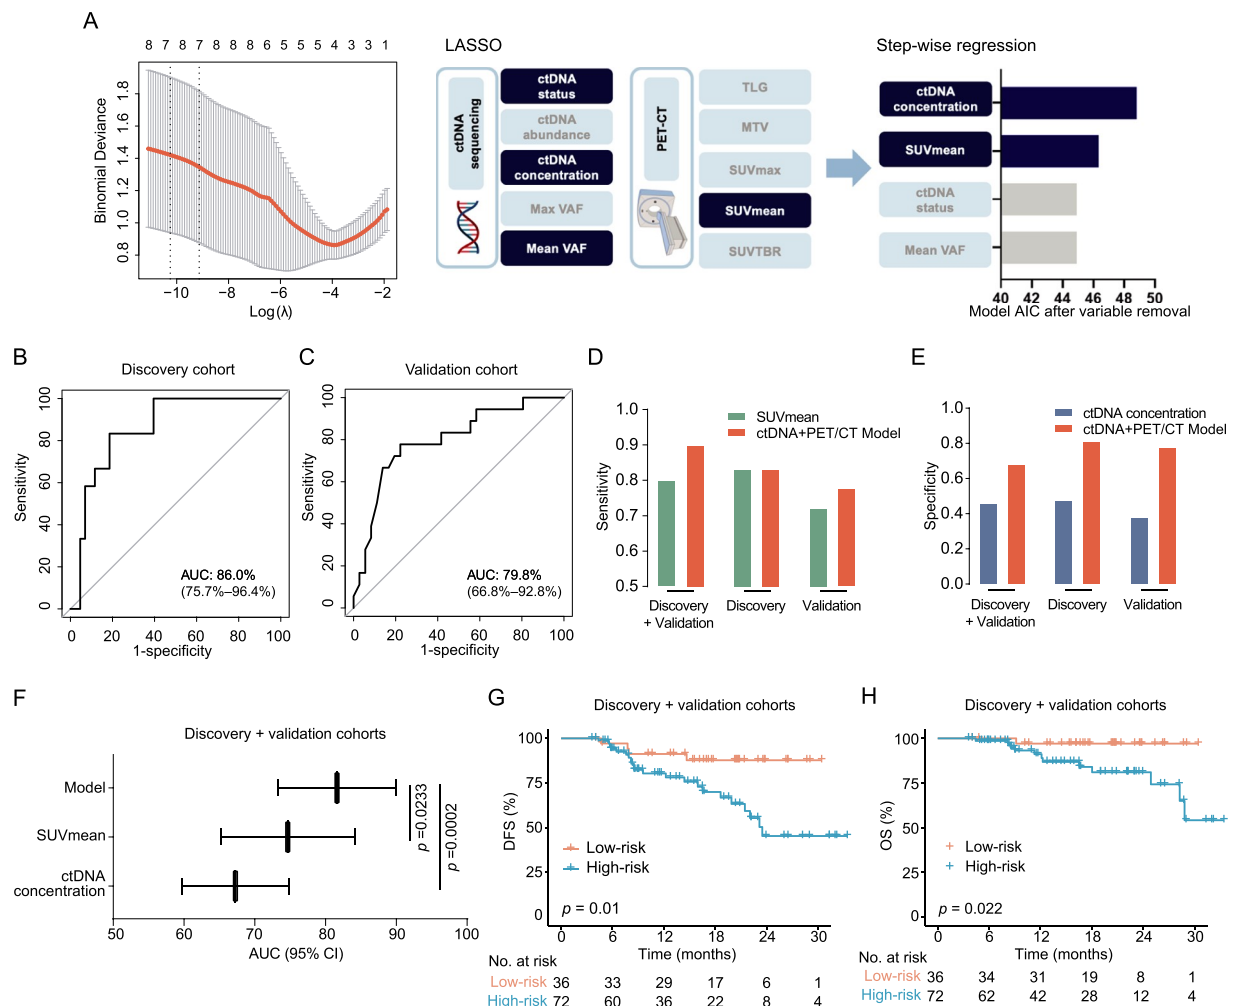 A
8 7 8 7 8 8 8 6 5 5 5 4 3 3 1
Binomial Deviance
1.8
1.6
1.4
1.2
1.0
0.8
−10 −8 −6 −4 −2
Log(λ)
LASSO
ctDNA sequencing
ctDNA status
ctDNA abundance
ctDNA concentration
Max VAF
Mean VAF
PET-CT
TLG
MTV
SUVmax
SUVmean
SUVTBR
Step-wise regression
ctDNA concentration
SUVmean
ctDNA status
Mean VAF
40 42 44 46 48 50
Model AIC after variable removal
B
Discovery cohort
Sensitivity
100
80
60
40
20
0
AUC: 86.0%
(75.7%–96.4%)
0 20 40 60 80 100
1-specificity
C
Validation cohort
Sensitivity
100
80
60
40
20
0
AUC: 79.8%
(66.8%–92.8%)
0 20 40 60 80 100
1-specificity
D
SUVmean
ctDNA+PET/CT Model
Sensitivity
1.0
0.9
0.8
0.7
0.6
0.5
Discovery + Validation
Discovery
Validation
E
ctDNA concentration
ctDNA+PET/CT Model
Specificity
1.0
0.8
0.6
0.4
0.2
0.0
Discovery + Validation
Discovery
Validation
F
Discovery + validation cohorts
Model
SUVmean
ctDNA concentration
p =0.0233
p =0.0002
50 60 70 80 90 100
AUC (95% CI)
G
Discovery + validation cohorts
DFS (%)
100
75
50
25
0
Low-risk
High-risk
p = 0.01
0 6 12 18 24 30
Time (months)
No. at risk
Low-risk 36 33 29 17 6 1
High-risk 72 60 36 22 8 4
H
Discovery + validation cohorts
OS (%)
100
75
50
25
0
Low-risk
High-risk
p = 0.022
0 6 12 18 24 30
Time (months)
No. at risk
Low-risk 36 34 31 19 8 1
High-risk 72 62 42 28 12 4